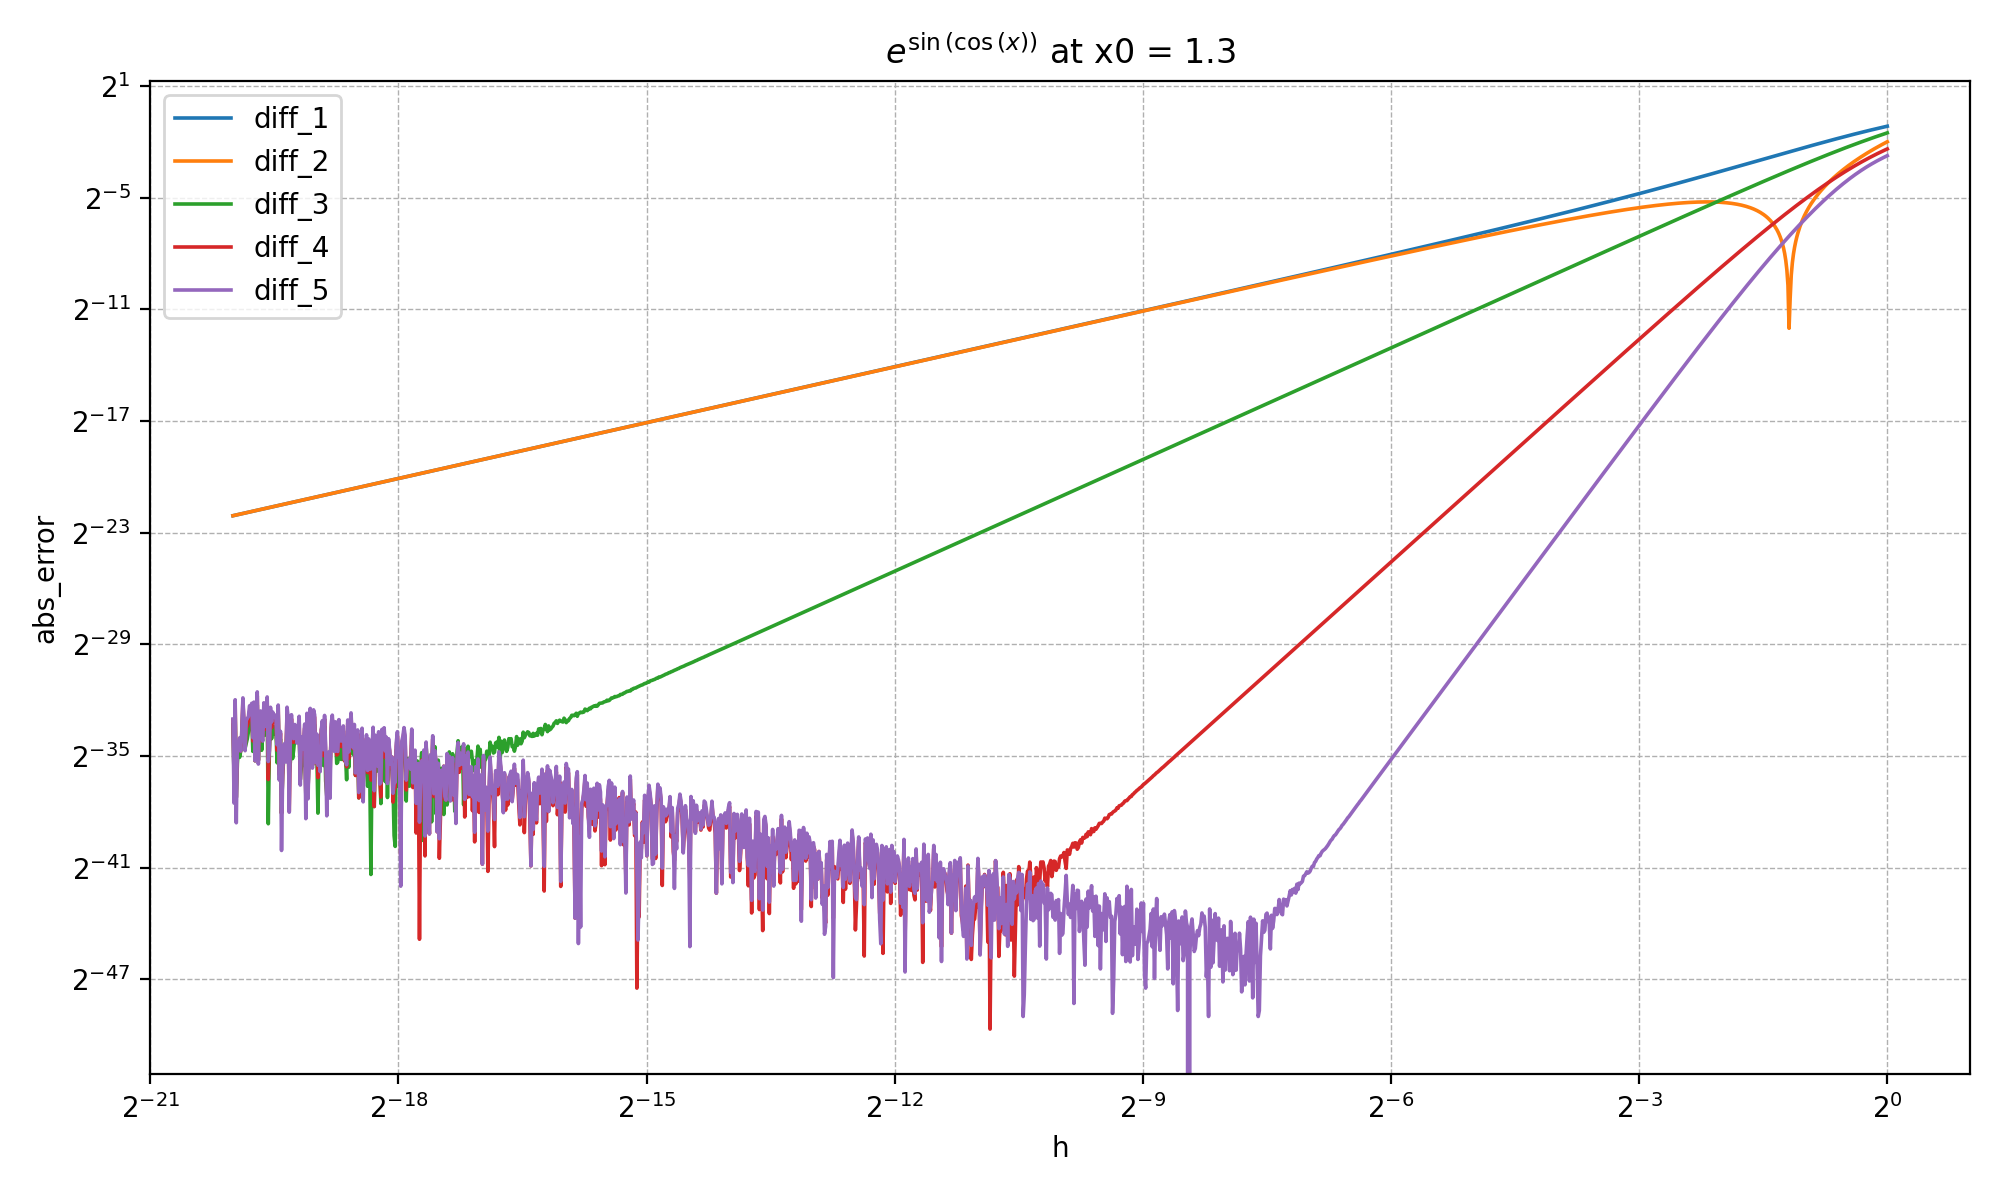 e^{sin (cos (x))} at x0 = 1.3
2^1
2^{-5}
2^{-11}
2^{-17}
2^{-23}
2^{-29}
2^{-35}
2^{-41}
2^{-47}
abs_error
diff_1
diff_2
diff_3
diff_4
diff_5
2^{-21} 2^{-18} 2^{-15} 2^{-12} 2^{-9} 2^{-6} 2^{-3} 2^0
h